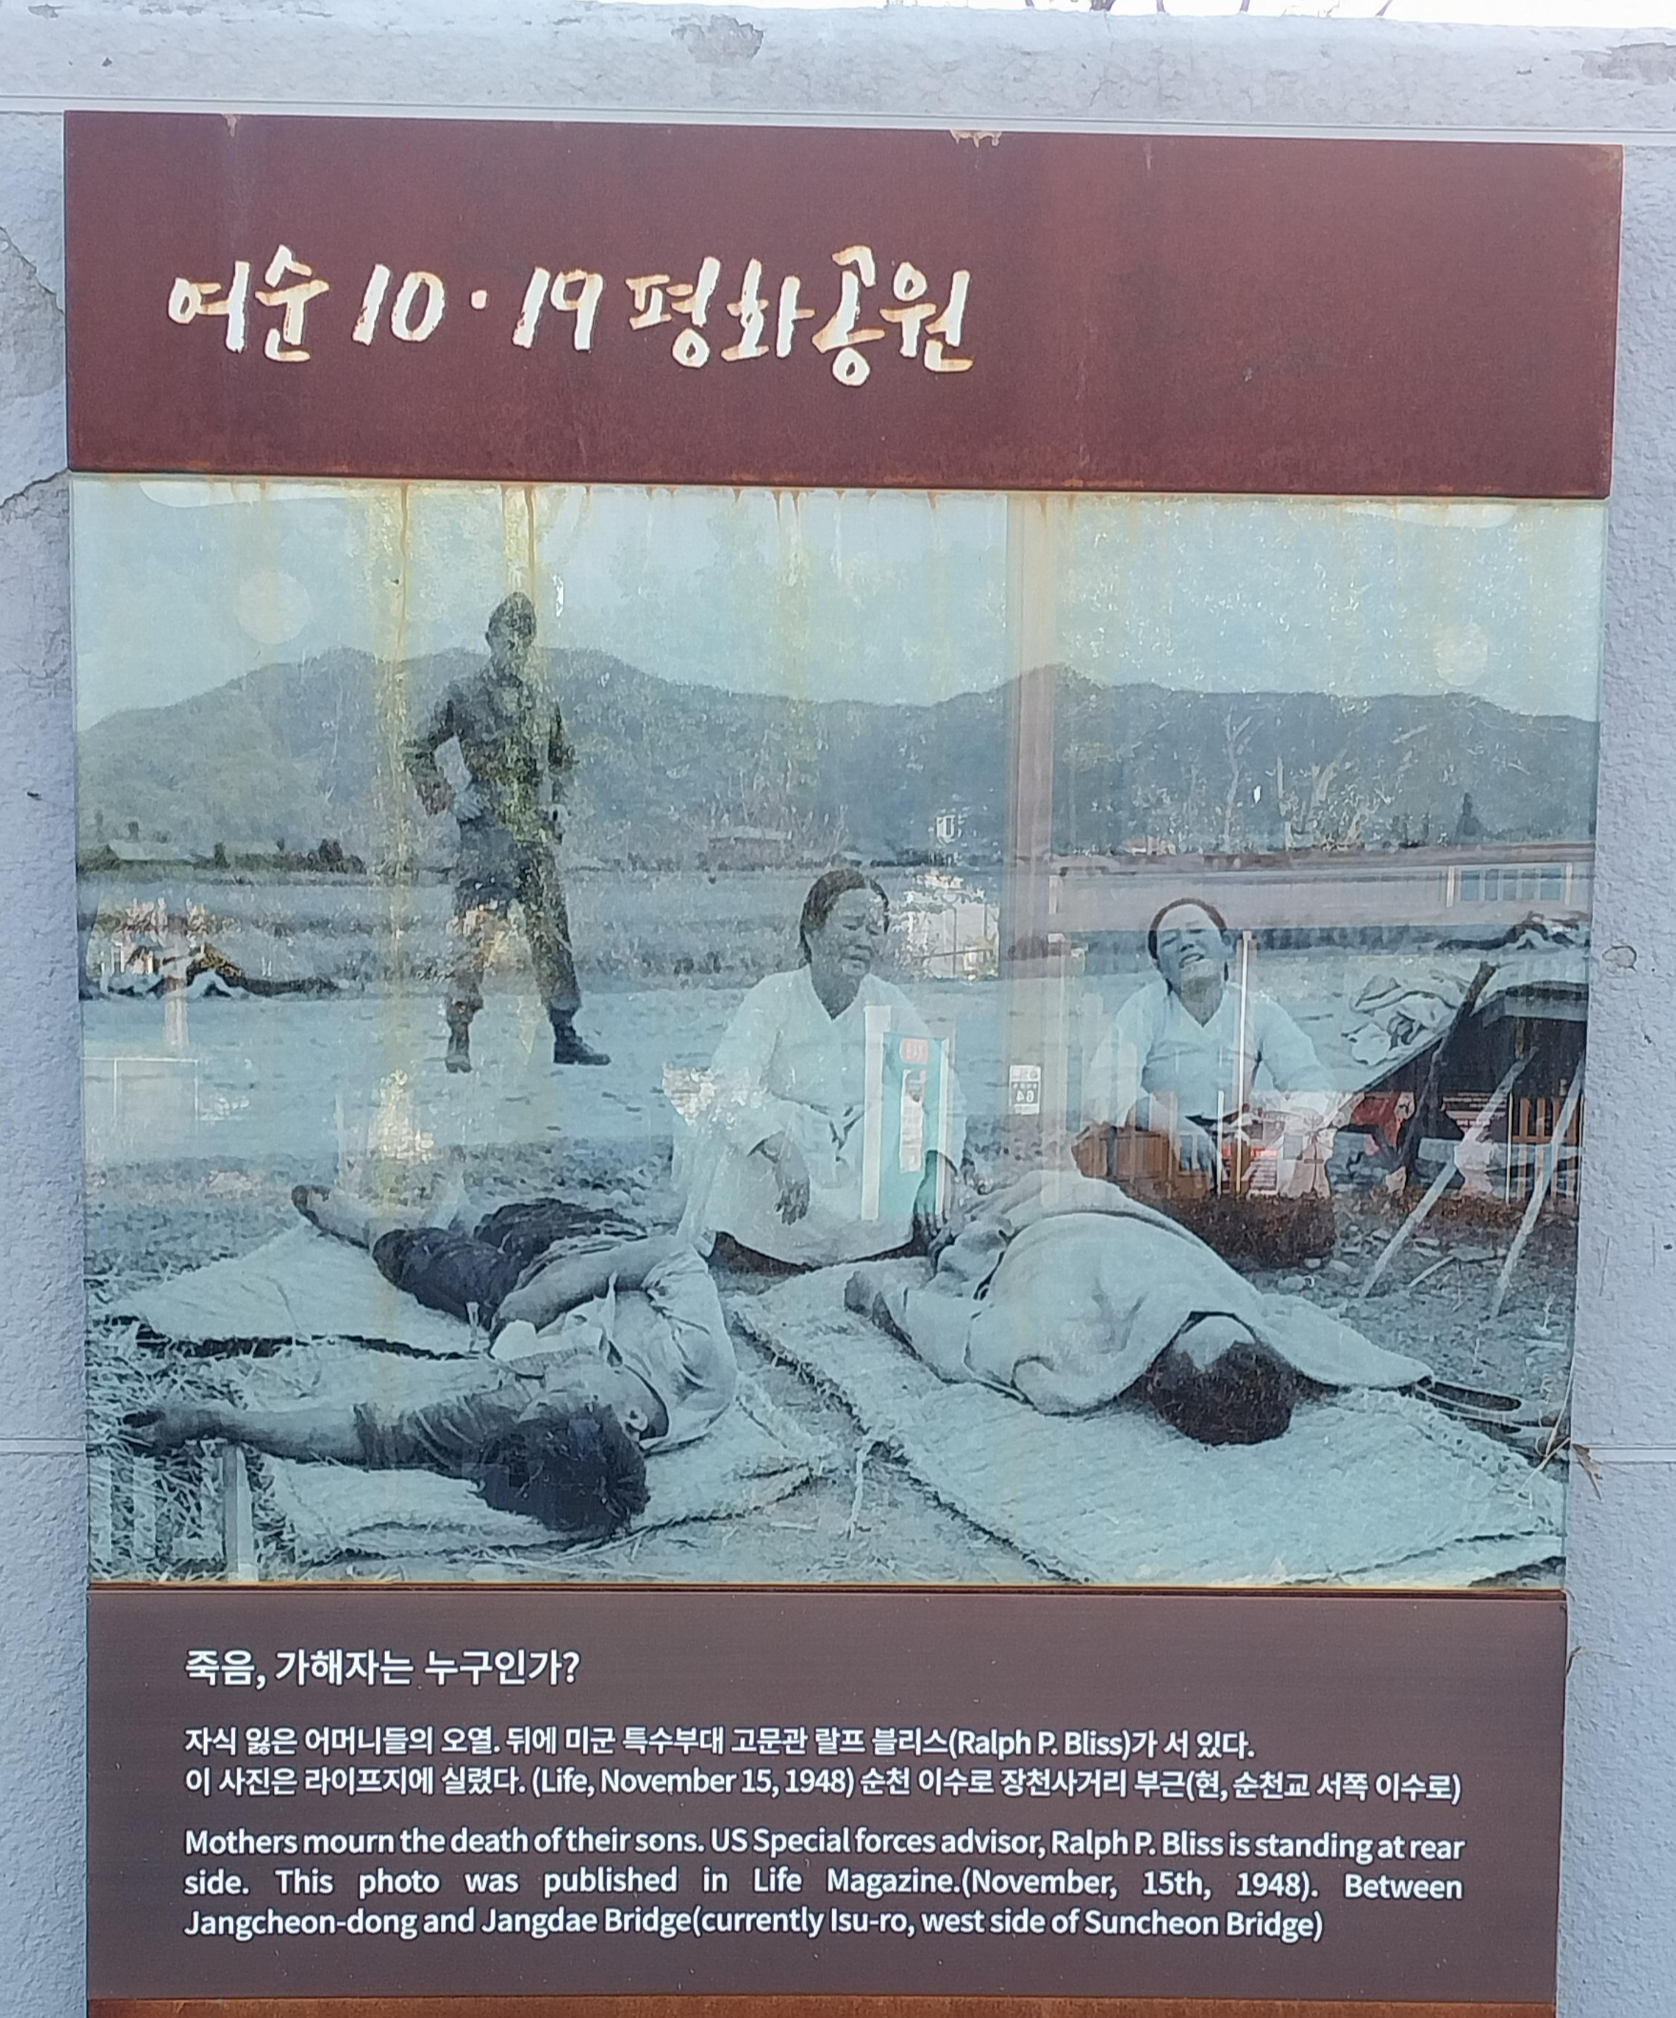 여순 10·19 평화공원
죽음, 가해자는 누구인가?
자식 잃은 어머니들의 오열. 뒤에 미군 특수부대 고문관 랄프 블리스(Ralph P. Bliss)가 서 있다.
이 사진은 라이프지에 실렸다. (Life, November 15, 1948) 순천 이수로 장천사거리 부근(현, 순천교 서쪽 이수로)
Mothers mourn the death of their sons. US Special forces advisor, Ralph P. Bliss is standing at rear
side. This photo was published in Life Magazine.(November, 15th, 1948). Between
Jangcheon-dong and Jangdae Bridge(currently Isu-ro, west side of Suncheon Bridge)